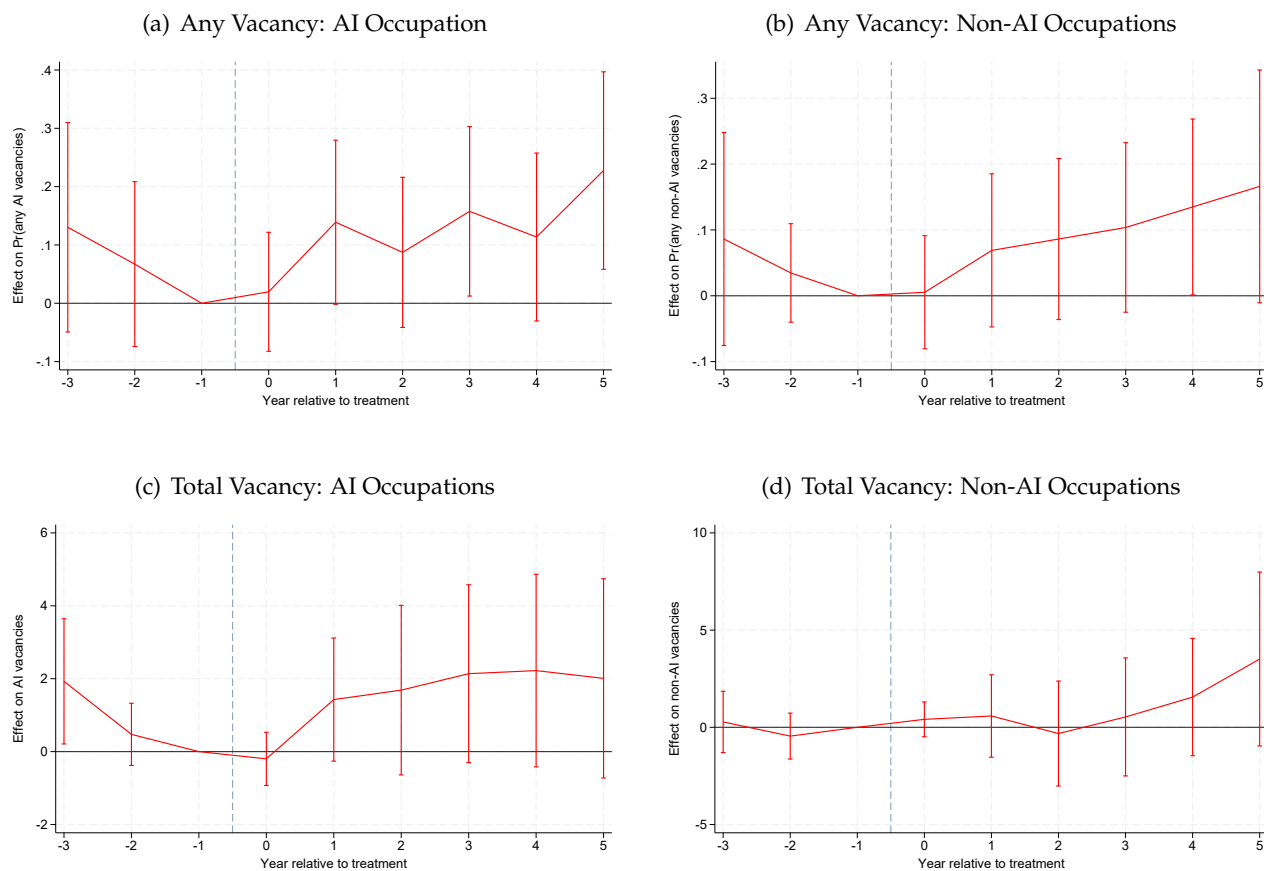 (a) Any Vacancy: AI Occupation
Effect on Pr(any AI vacancies)
.4
.3
.2
.1
0
-.1
-3 -2 -1 0 1 2 3 4 5
Year relative to treatment
(b) Any Vacancy: Non-AI Occupations
Effect on Pr(any non-AI vacancies)
.3
.2
.1
0
-.1
-3 -2 -1 0 1 2 3 4 5
Year relative to treatment
(c) Total Vacancy: AI Occupations
Effect on AI vacancies
6
4
2
0
-2
-3 -2 -1 0 1 2 3 4 5
Year relative to treatment
(d) Total Vacancy: Non-AI Occupations
Effect on non-AI vacancies
10
5
0
-5
-3 -2 -1 0 1 2 3 4 5
Year relative to treatment